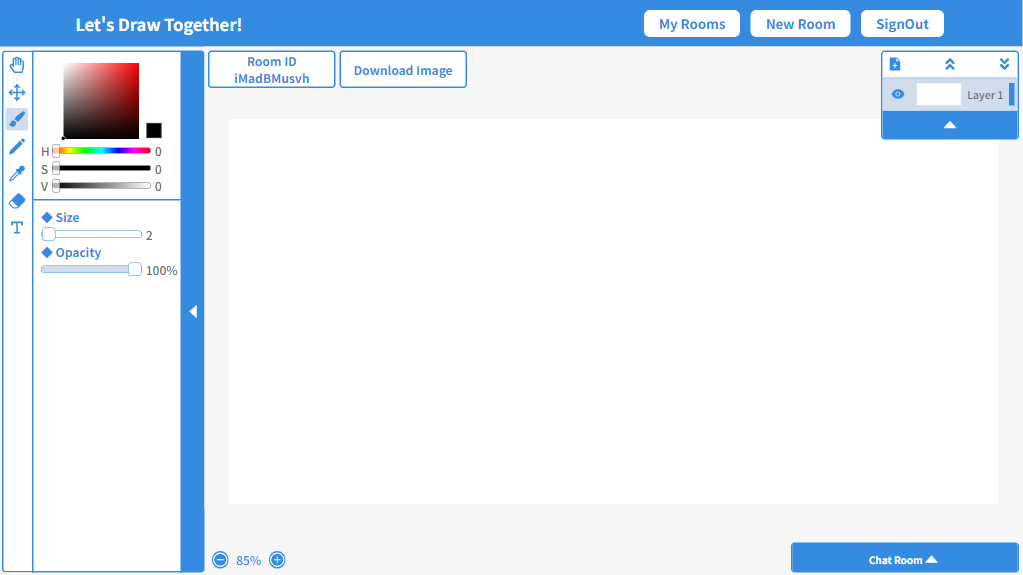 Let's Draw Together!
My Rooms
New Room
SignOut
Room ID
iMadBMusvh
Download Image
Layer 1
H 0
S 0
V 0
Size
2
Opacity
100%
T
85%
Chat Room